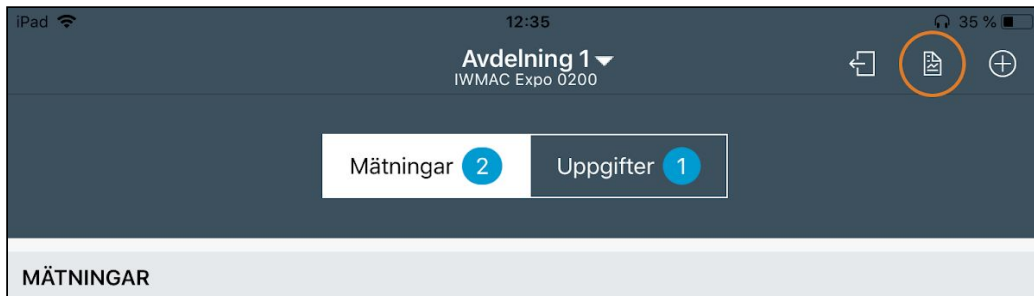 iPad 12:35 35 %
Avdelning 1
IWMAC Expo 0200
Mätningar 2 Uppgifter 1
MÄTNINGAR